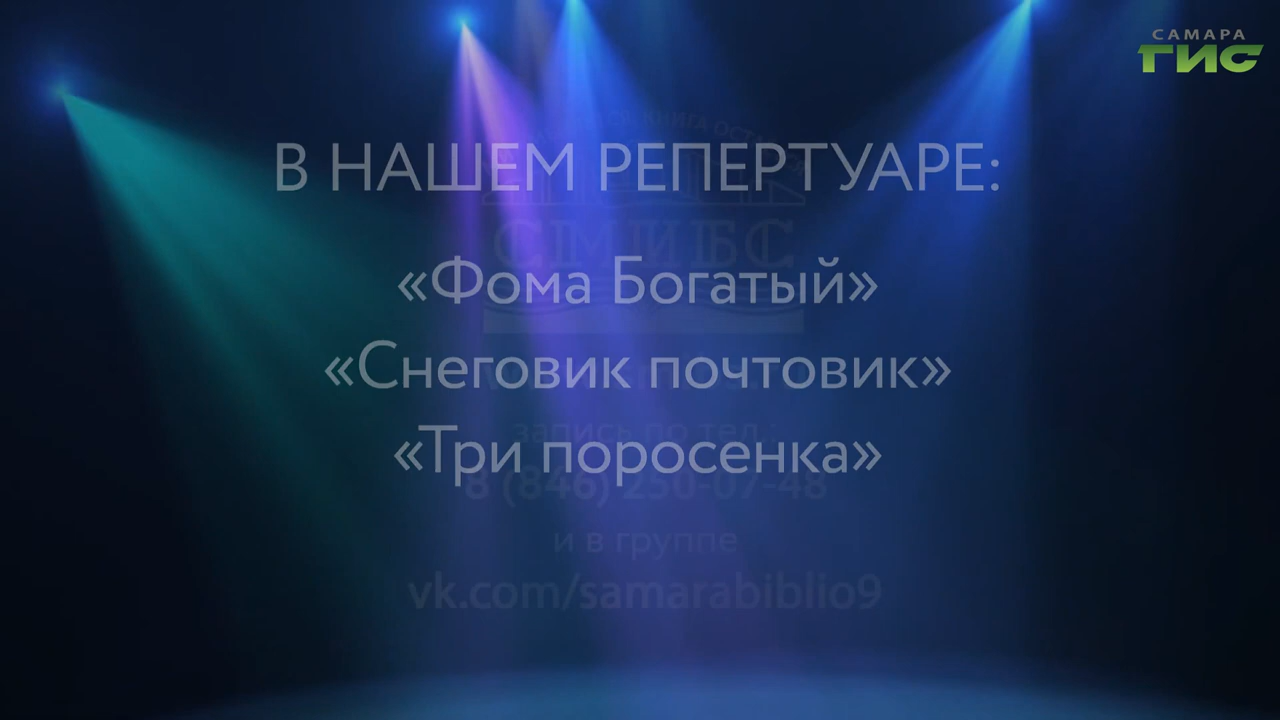 САМАРА
ГИС
В НАШЕМ РЕПЕРТУАРЕ:
СМИБС
«Фома Богатый»
«Снеговик почтовик»
запись по тел.:
«Три поросенка»
8 (846) 250-07-48
и в группе
vk.com/samarabiblio9